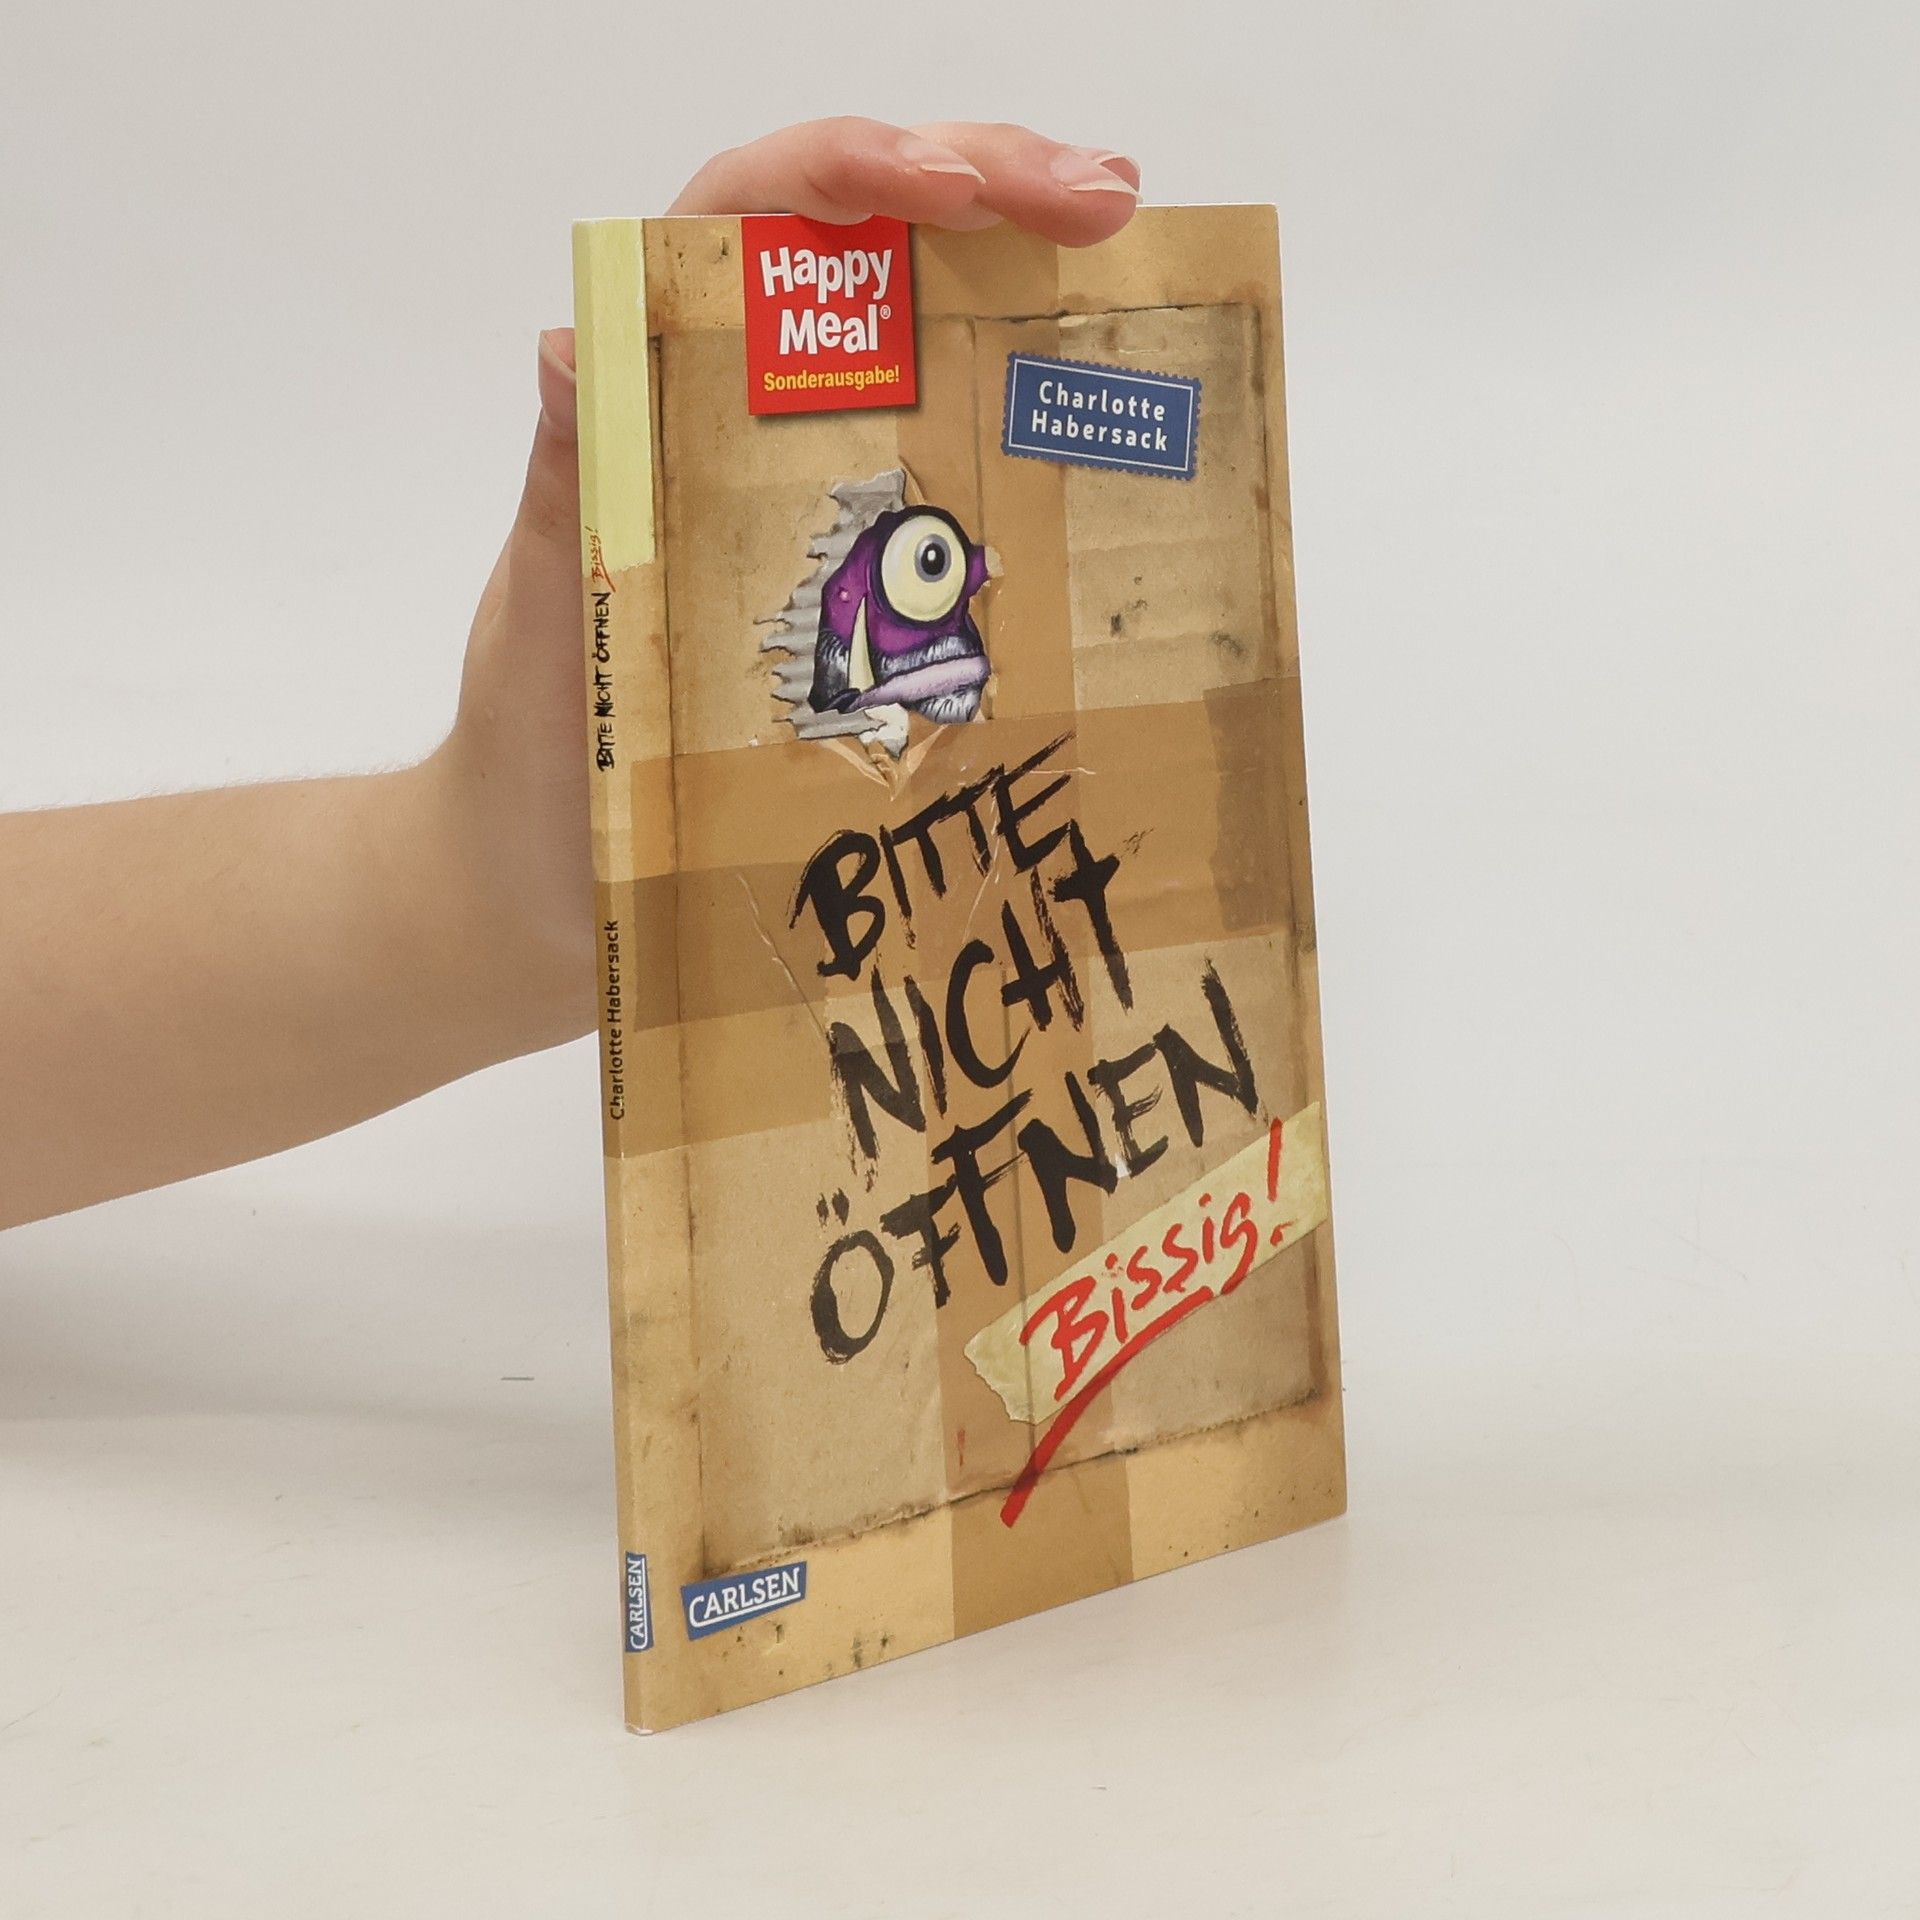 Happy
Meal®
Sonderausgabe!
Charlotte
Habersack
BITTE
NICHT
ÖFFNEN
Bissig!
CARLSEN
BITTE NICHT ÖFFNEN Bissig!
Charlotte Habersack
CARLSEN